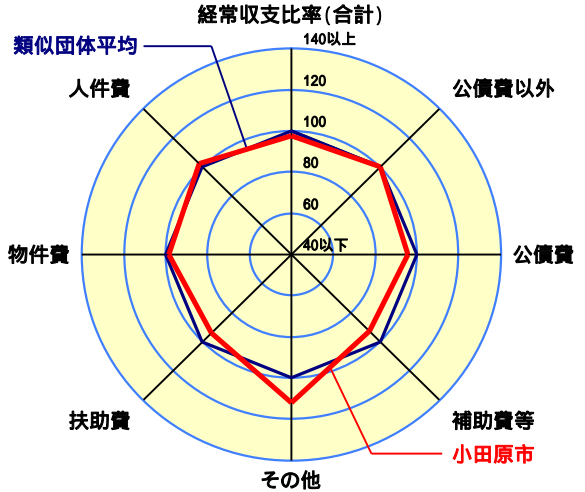 経常収支比率(合計)
類似団体平均
140以上
人件費
120
公債費以外
100
80
60
物件費
40以下
公債費
扶助費
補助費等
小田原市
その他